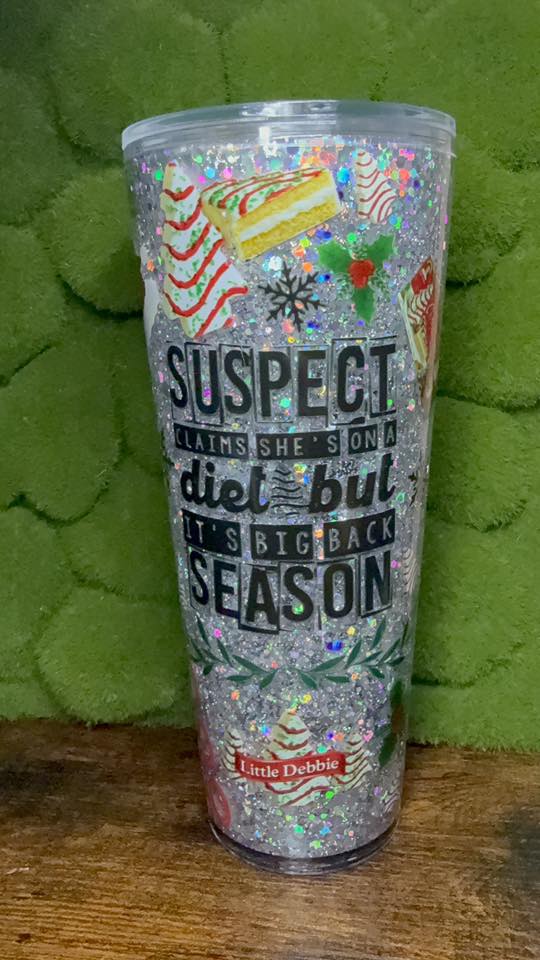 SUSPECT
CLAIMS SHE'S ON A
diet but
IT'S BIG BACK
SEASON
Little Debbie